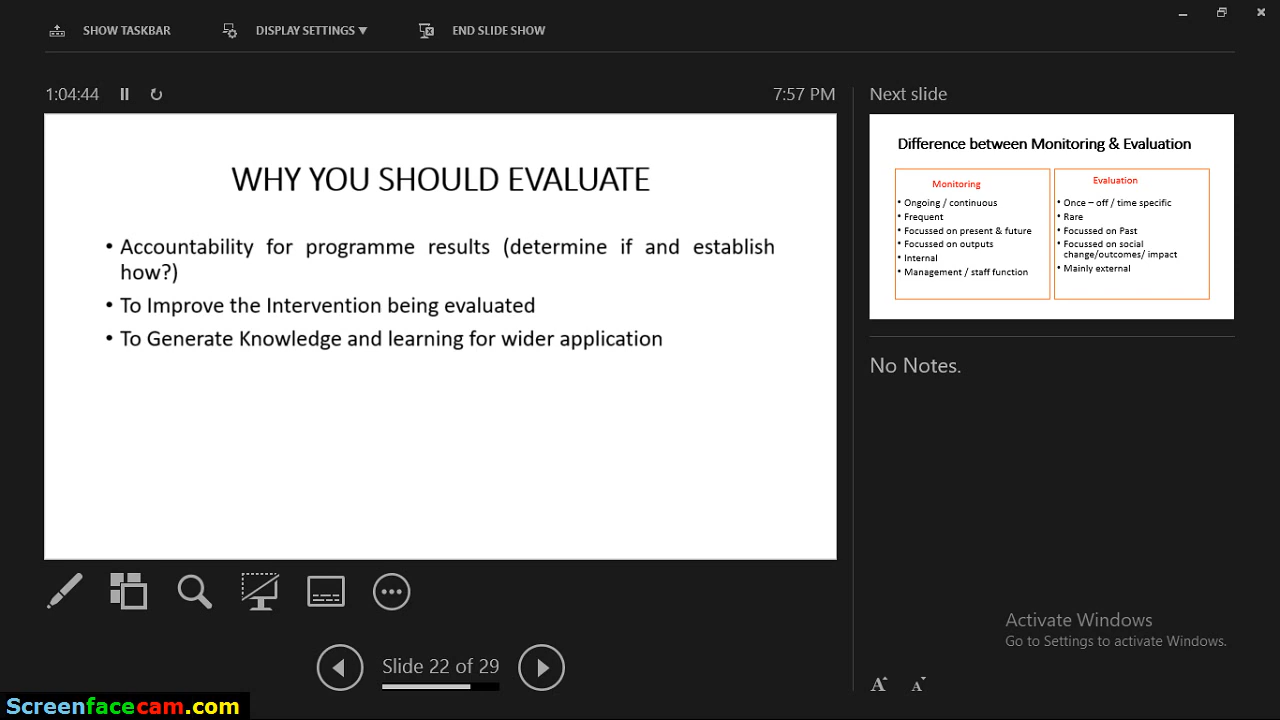 SHOW TASKBAR
DISPLAY SETTINGS
END SLIDE SHOW
1:04:44
7:57 PM
WHY YOU SHOULD EVALUATE
• Accountability for programme results (determine if and establish
how?)
• To Improve the Intervention being evaluated
• To Generate Knowledge and learning for wider application
Next slide
Difference between Monitoring & Evaluation
Monitoring
• Ongoing / continuous
• Frequent
• Focussed on present & future
• Focussed on outputs
• Internal
• Management / staff function
Evaluation
• Once – off / time specific
• Rare
• Focussed on Past
• Focussed on social
change/outcomes/ impact
• Mainly external
No Notes.
Slide 22 of 29
Activate Windows
Go to Settings to activate Windows.
A A
Screenfacecam.com